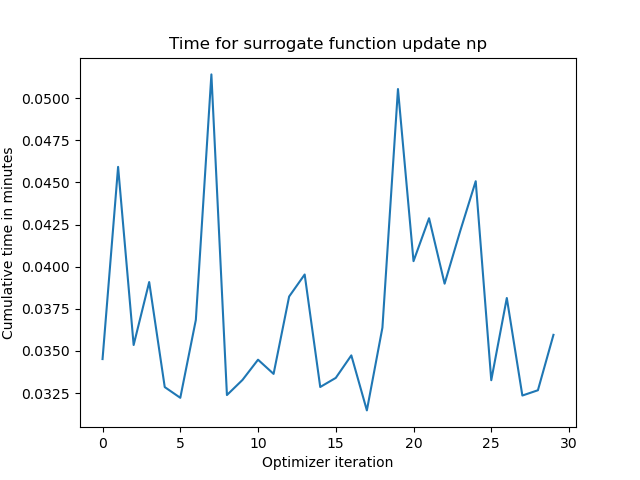 Time for surrogate function update np
Cumulative time in minutes
0.0500
0.0475
0.0450
0.0425
0.0400
0.0375
0.0350
0.0325
0 5 10 15 20 25 30
Optimizer iteration